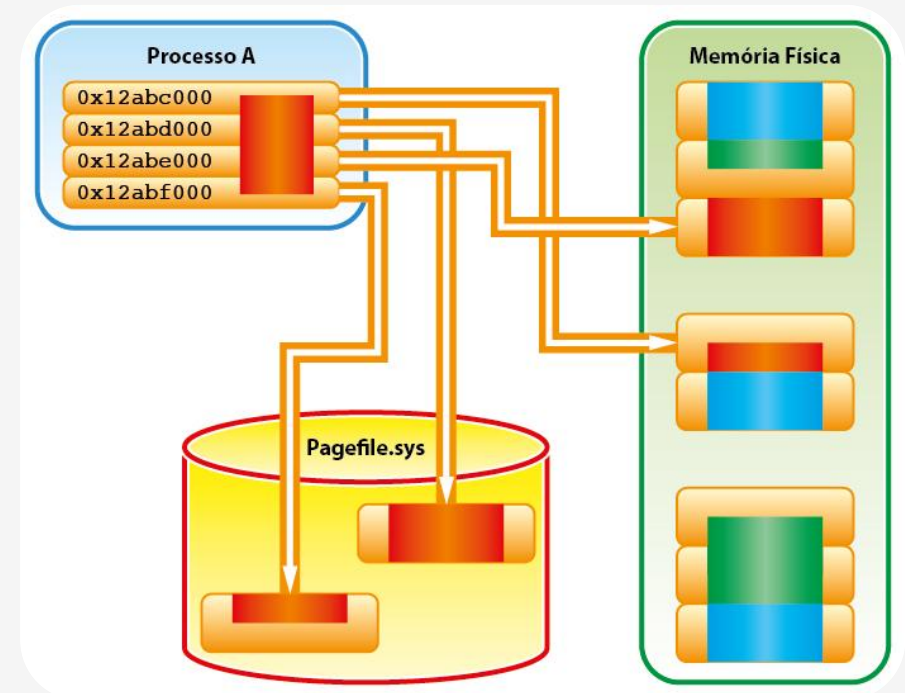 Processo A
0x12abc000
0x12abd000
0x12abe000
0x12abf000
Memória Física
Pagefile.sys